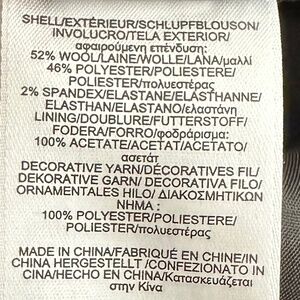 SHELL/EXTÉRIEUR/SCHLUPFBLOUSON/
INVOLUCRO/TELA EXTERIOR/
αφαιρούμενη επένδυση:
52% WOOL/LAINE/WOLLE/LANA/μαλλί
46% POLYESTER/POLIESTERE/
POLIESTER/πολυεστέρας
2% SPANDEX/ELASTANE/ELASTHANNE/
ELASTHAN/ELASTANO/ελαστάνη
LINING/DOUBLURE/FUTTERSTOFF/
FODERA/FORRO/φοδράρισμα:
100% ACETATE/ACETAT/ACETATO/
ασετάτ
DECORATIVE YARN/DÉCORATIVES FIL/
DEKORATIVE GARN/ DECORATIVA FILO/
ORNAMENTALES HILO/ ΔΙΑΚΟΣΜΗΤΙΚΩΝ
ΝΗΜΑ :
100% POLYESTER/POLIESTERE/
POLIESTER/πολυεστέρας
MADE IN CHINA/FABRIQUÉ EN CHINE/IN
CHINA HERGESTELLT /CONFEZIONATO IN
CINA/HECHO EN CHINA/Κατασκευάζεται
στην Κίνα